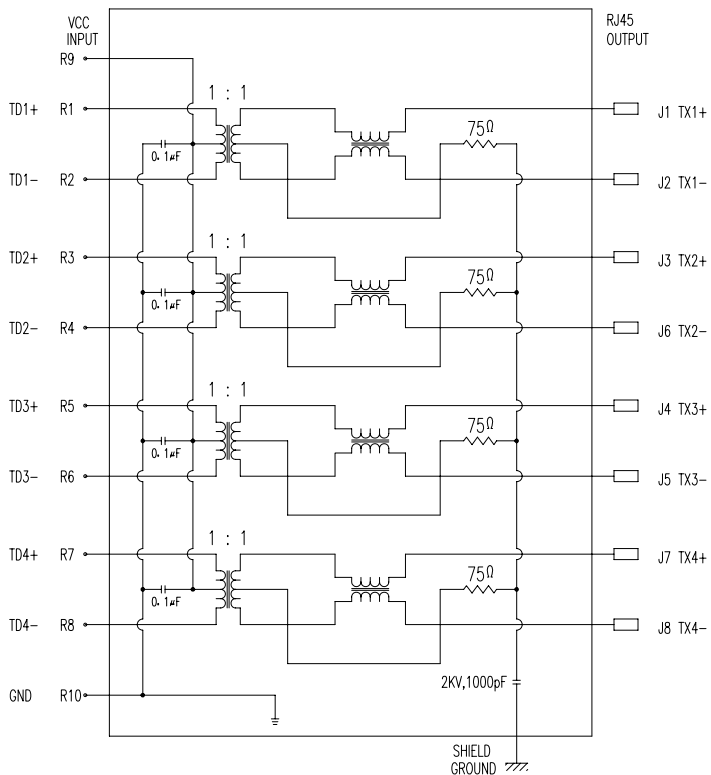 VCC
INPUT
RJ45
OUTPUT
R9
1 : 1
TD1+ R1
J1 TX1+
75Ω
0.1µF
TD1- R2
J2 TX1-
1 : 1
TD2+ R3
J3 TX2+
75Ω
0.1µF
TD2- R4
J6 TX2-
1 : 1
TD3+ R5
J4 TX3+
75Ω
0.1µF
TD3- R6
J5 TX3-
1 : 1
TD4+ R7
J7 TX4+
75Ω
0.1µF
TD4- R8
J8 TX4-
2KV,1000pF
GND R10
SHIELD
GROUND